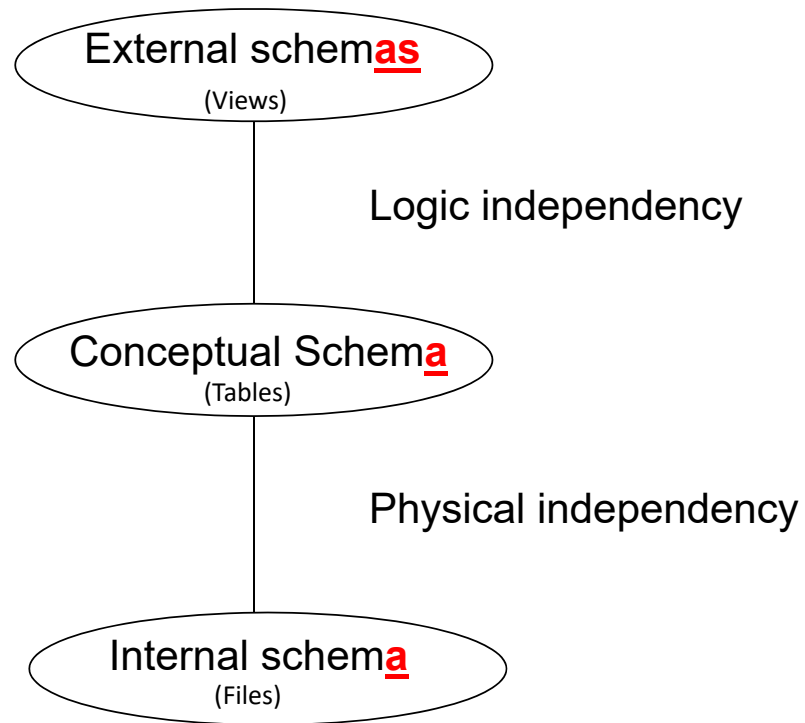 External schemas
(Views)
Logic independency
Conceptual Schema
(Tables)
Physical independency
Internal schema
(Files)